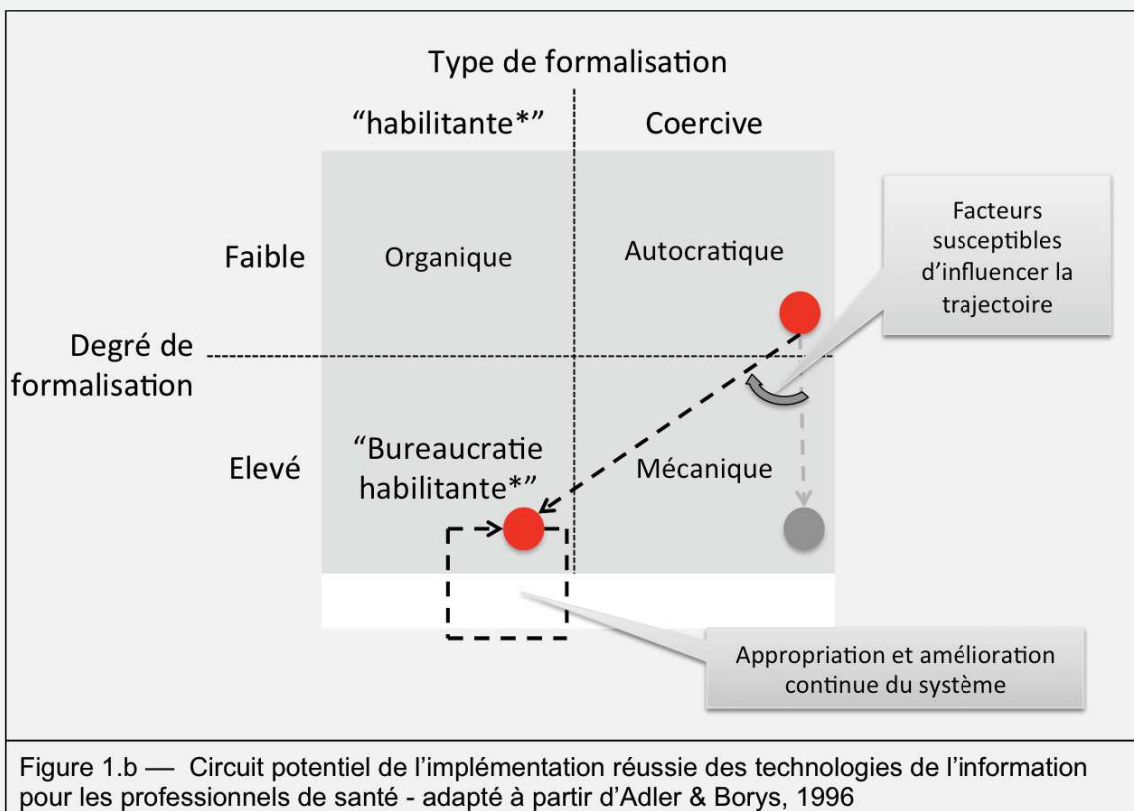 Type de formalisation
“habilitante*”
Coercive
Faible
Organique
Autocratique
Facteurs
susceptibles
d’influencer la
trajectoire
Degré de
formalisation
Elevé
“Bureaucratie
habilitante*”
Mécanique
Appropriation et amélioration
continue du système
Figure 1.b — Circuit potentiel de l’implémentation réussie des technologies de l’information
pour les professionnels de santé - adapté à partir d’Adler & Borys, 1996